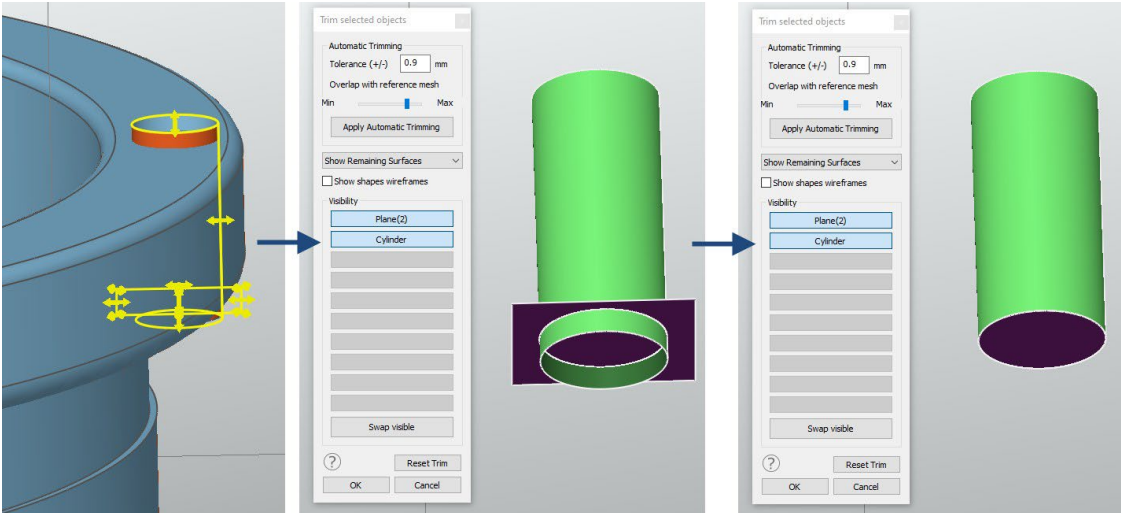 Trim selected objects
Automatic Trimming
Tolerance (+/-) 0.9 mm
Overlap with reference mesh
Min Max
Apply Automatic Trimming
Show Remaining Surfaces
Show shapes wireframes
Visibility
Plane(2)
Cylinder
Swap visible
?
Reset Trim
OK Cancel
Trim selected objects
Automatic Trimming
Tolerance (+/-) 0.9 mm
Overlap with reference mesh
Min Max
Apply Automatic Trimming
Show Remaining Surfaces
Show shapes wireframes
Visibility
Plane(2)
Cylinder
Swap visible
?
Reset Trim
OK Cancel